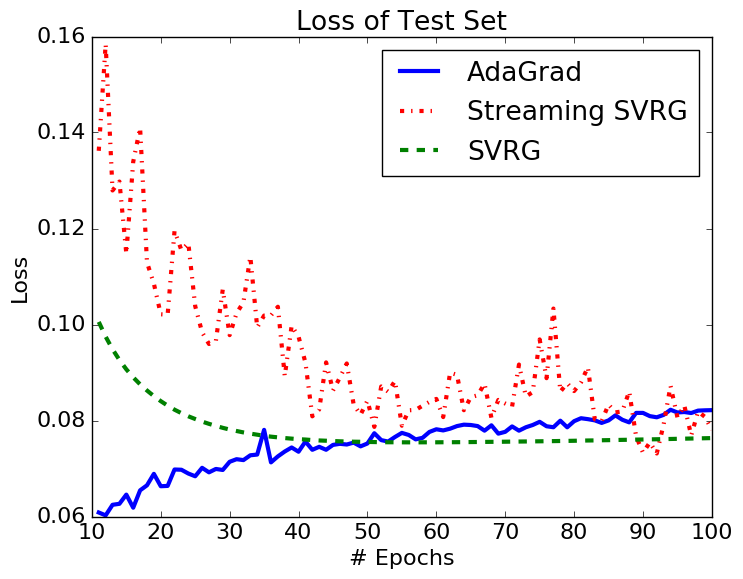 Loss of Test Set
AdaGrad
Streaming SVRG
SVRG
Loss
0.16
0.14
0.12
0.10
0.08
0.06
10 20 30 40 50 60 70 80 90 100
# Epochs